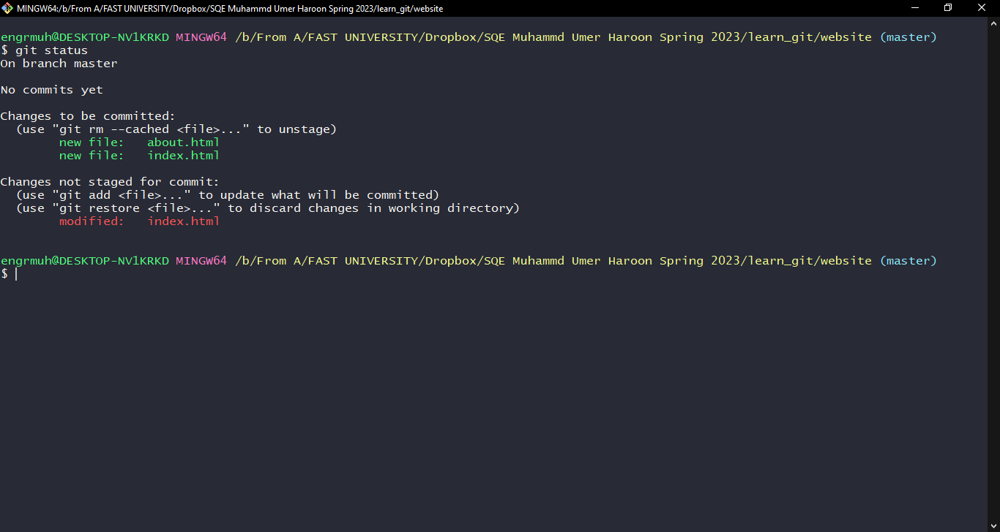 MINGW64:/b/From A/FAST UNIVERSITY/Dropbox/SQE Muhammd Umer Haroon Spring 2023/learn_git/website
engrmuh@DESKTOP-NV1KRKD MINGW64 /b/From A/FAST UNIVERSITY/Dropbox/SQE Muhammd Umer Haroon Spring 2023/learn_git/website (master)
$ git status
On branch master
No commits yet
Changes to be committed:
  (use "git rm --cached <file>..." to unstage)
        new file:   about.html
        new file:   index.html
Changes not staged for commit:
  (use "git add <file>..." to update what will be committed)
  (use "git restore <file>..." to discard changes in working directory)
        modified:   index.html
engrmuh@DESKTOP-NV1KRKD MINGW64 /b/From A/FAST UNIVERSITY/Dropbox/SQE Muhammd Umer Haroon Spring 2023/learn_git/website (master)
$